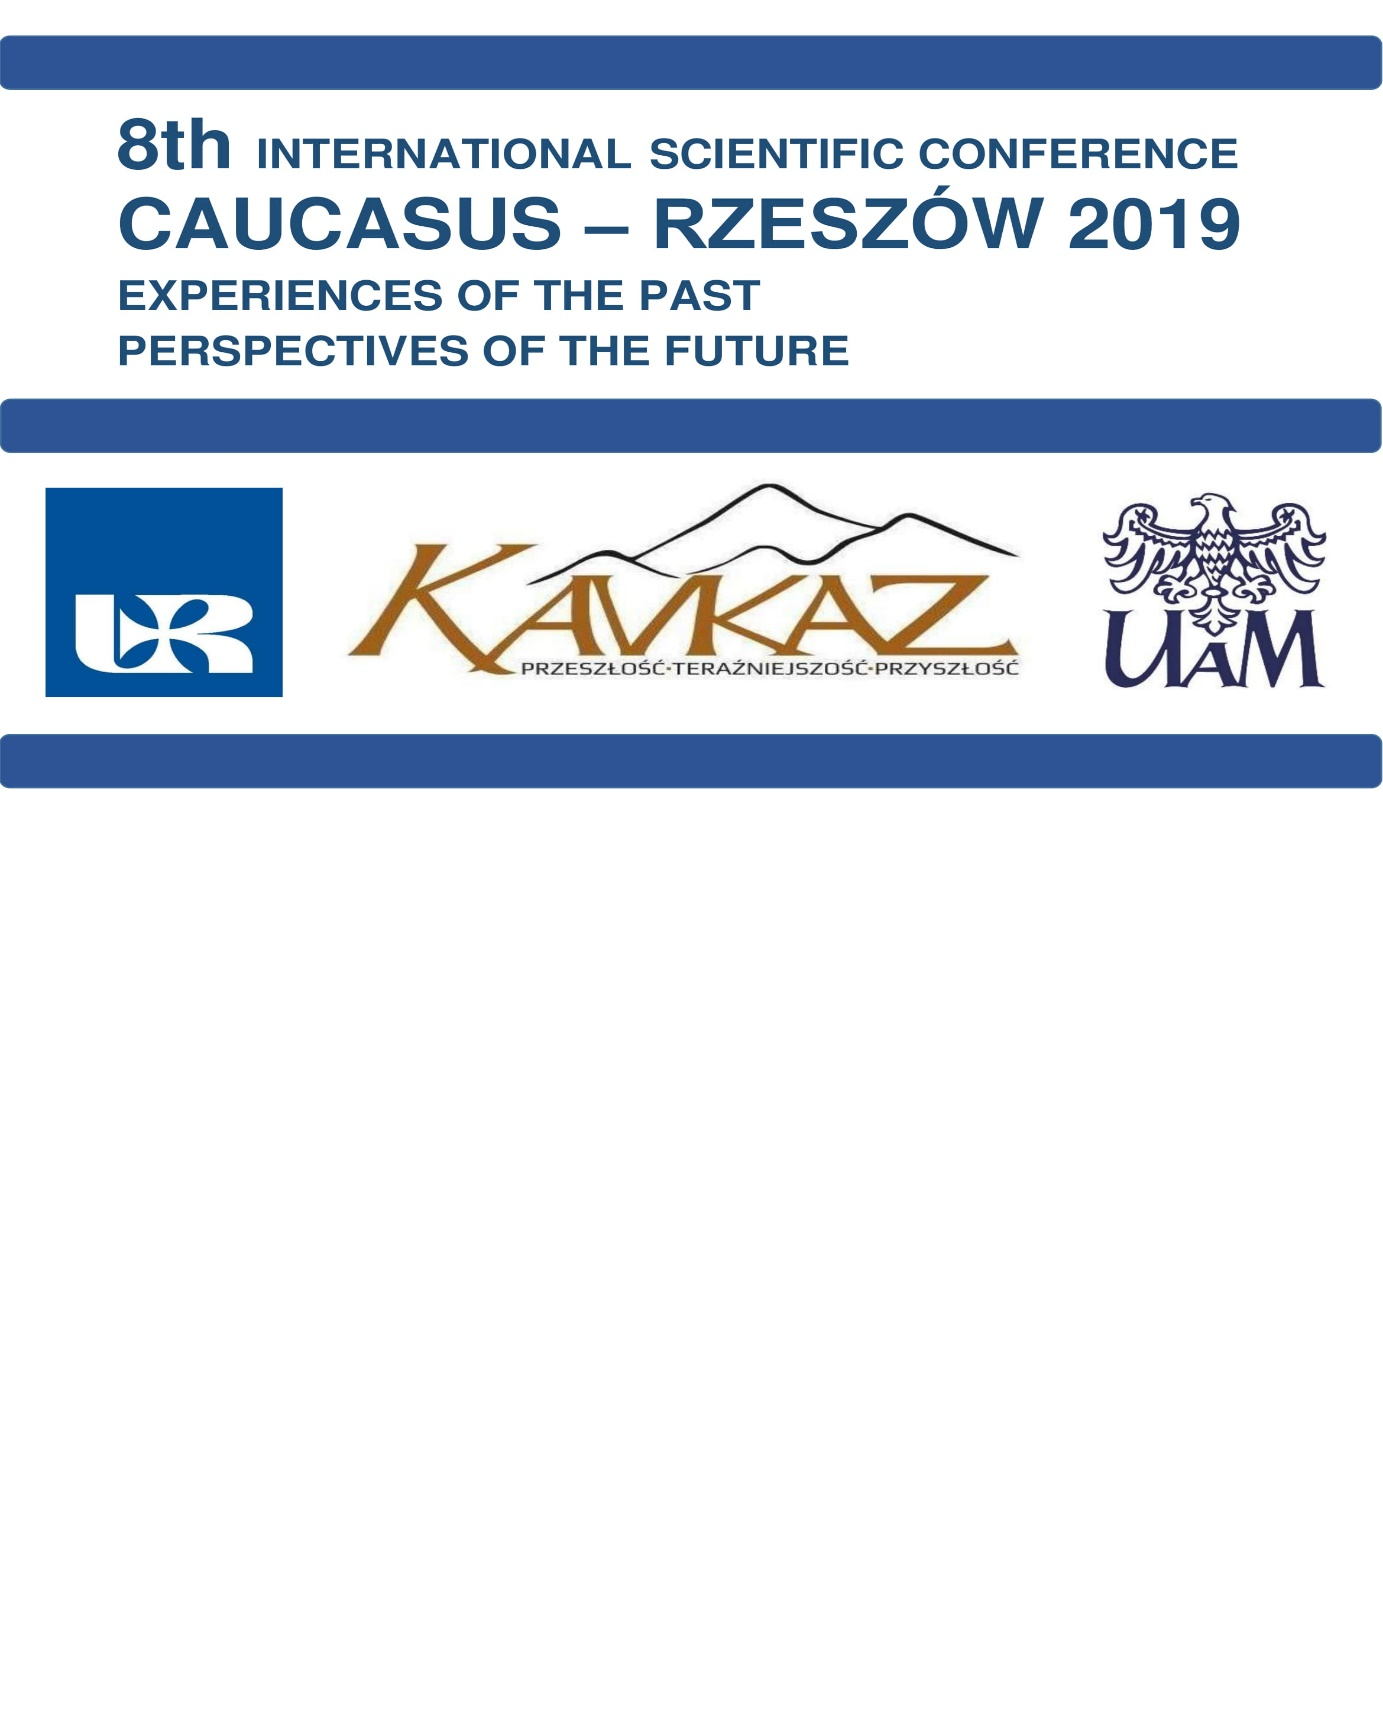 8th INTERNATIONAL SCIENTIFIC CONFERENCE
CAUCASUS – RZESZÓW 2019
EXPERIENCES OF THE PAST
PERSPECTIVES OF THE FUTURE
UR
KAVKAZ
PRZESZŁOŚĆ·TERAŹNIEJSZOŚĆ·PRZYSZŁOŚĆ
UAM